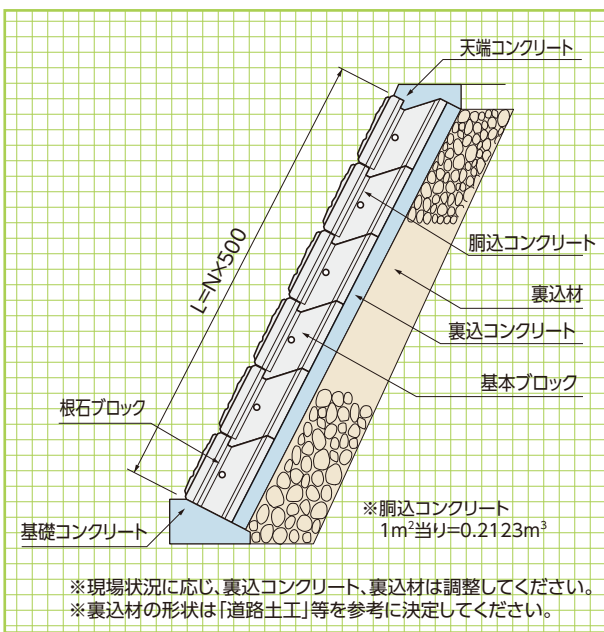 天端コンクリート
L=N×500
胴込コンクリート
裏込材
裏込コンクリート
基本ブロック
根石ブロック
基礎コンクリート
※胴込コンクリート
1m²当り=0.2123m³
※現場状況に応じ、裏込コンクリート、裏込材は調整してください。
※裏込材の形状は「道路土工」等を参考に決定してください。